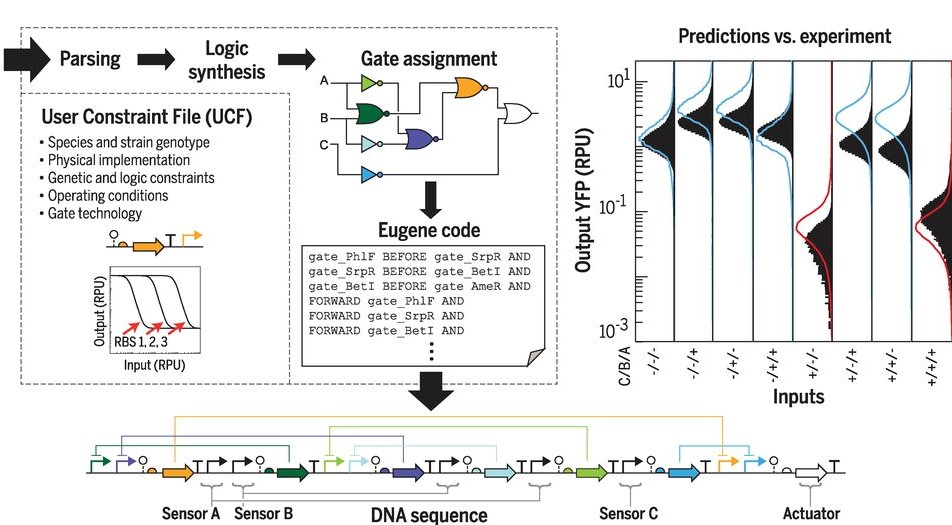 Parsing
Logic
synthesis
Gate assignment
A
B
C
User Constraint File (UCF)
• Species and strain genotype
• Physical implementation
• Genetic and logic constraints
• Operating conditions
• Gate technology
Output (RPU)
RBS 1, 2, 3
Input (RPU)
Eugene code
gate_PhlF BEFORE gate_SrpR AND
gate_SrpR BEFORE gate_BetI AND
gate_BetI BEFORE gate AmeR AND
FORWARD gate_PhlF AND
FORWARD gate_SrpR AND
FORWARD gate_BetI AND
Predictions vs. experiment
Output YFP (RPU)
10¹
10⁻¹
10⁻³
C/B/A
-/-/-
-/-/+
-/+/-
-/+/+
+/-/-
+/-/+
+/+/-
+/+/+
Inputs
Sensor A
Sensor B
DNA sequence
Sensor C
Actuator